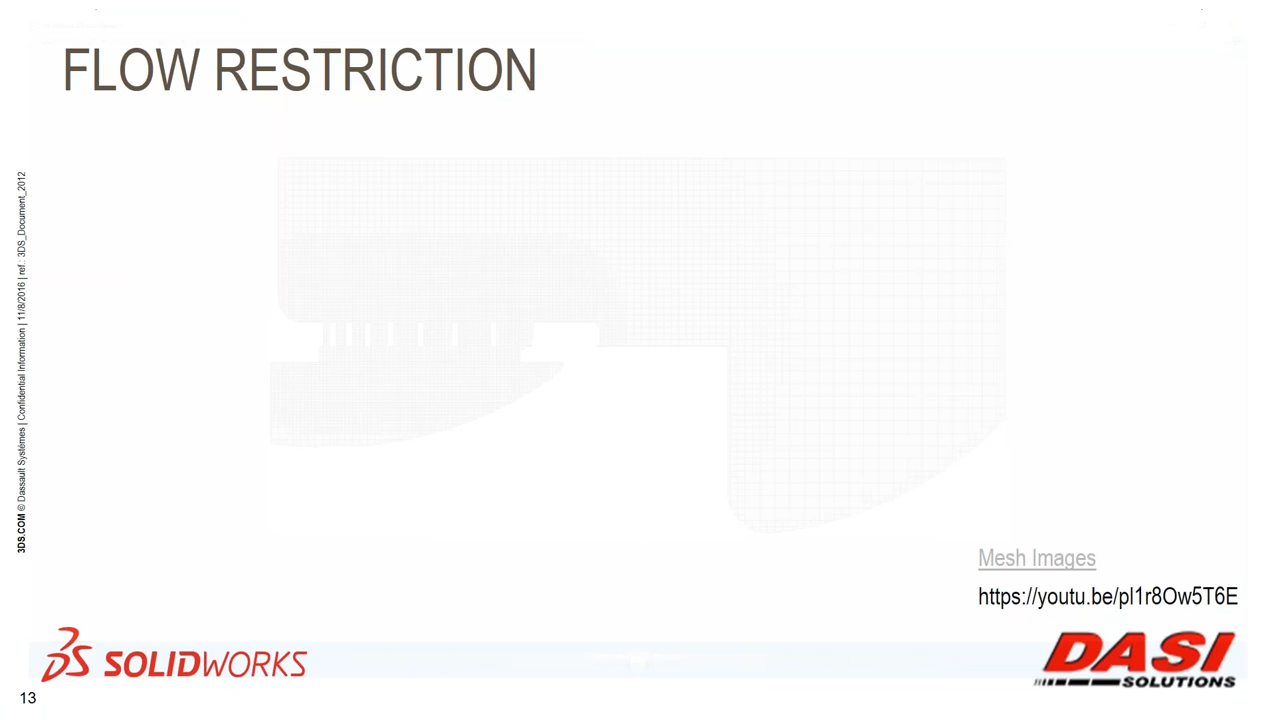 FLOW RESTRICTION
3DS.COM © Dassault Systèmes | Confidential Information | 11/8/2016 | ref.: 3DS_Document_2012
Mesh Images
https://youtu.be/pl1r8Ow5T6E
SOLIDWORKS
DASI
SOLUTIONS
13